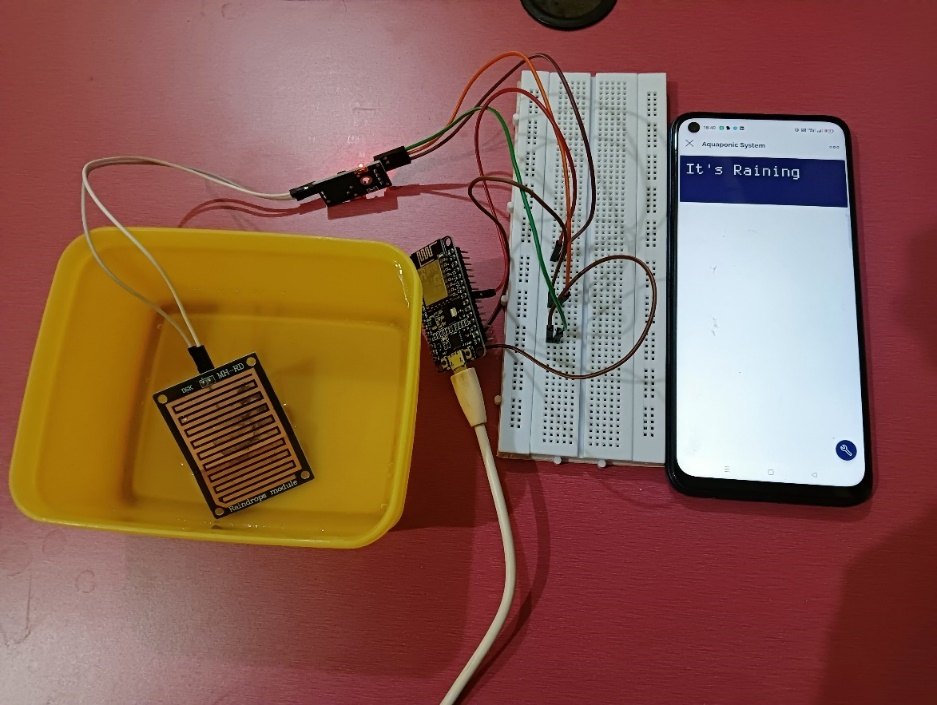 Aquaponic System
It's Raining
MH-RD
Raindrops module